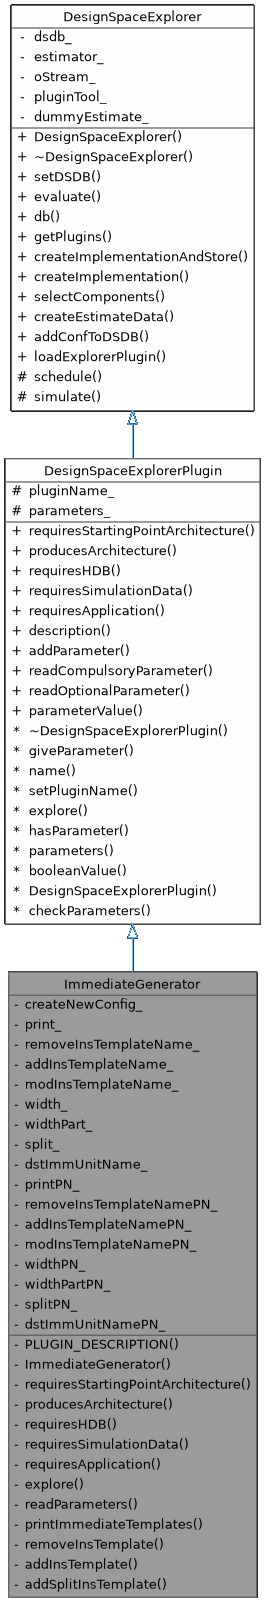 DesignSpaceExplorer
- dsdb_
- estimator_
- oStream_
- pluginTool_
- dummyEstimate_
+ DesignSpaceExplorer()
+ ~DesignSpaceExplorer()
+ setDSDB()
+ evaluate()
+ db()
+ getPlugins()
+ createImplementationAndStore()
+ createImplementation()
+ selectComponents()
+ createEstimateData()
+ addConfToDSDB()
+ loadExplorerPlugin()
# schedule()
# simulate()
DesignSpaceExplorerPlugin
# pluginName_
# parameters_
+ requiresStartingPointArchitecture()
+ producesArchitecture()
+ requiresHDB()
+ requiresSimulationData()
+ requiresApplication()
+ description()
+ addParameter()
+ readCompulsoryParameter()
+ readOptionalParameter()
+ parameterValue()
* ~DesignSpaceExplorerPlugin()
* giveParameter()
* name()
* setPluginName()
* explore()
* hasParameter()
* parameters()
* booleanValue()
* DesignSpaceExplorerPlugin()
* checkParameters()
ImmediateGenerator
- createNewConfig_
- print_
- removeInsTemplateName_
- addInsTemplateName_
- modInsTemplateName_
- width_
- widthPart_
- split_
- dstImmUnitName_
- printPN_
- removeInsTemplateNamePN_
- addInsTemplateNamePN_
- modInsTemplateNamePN_
- widthPN_
- widthPartPN_
- splitPN_
- dstImmUnitNamePN_
- PLUGIN_DESCRIPTION()
- ImmediateGenerator()
- requiresStartingPointArchitecture()
- producesArchitecture()
- requiresHDB()
- requiresSimulationData()
- requiresApplication()
- explore()
- readParameters()
- printImmediateTemplates()
- removeInsTemplate()
- addInsTemplate()
- addSplitInsTemplate()